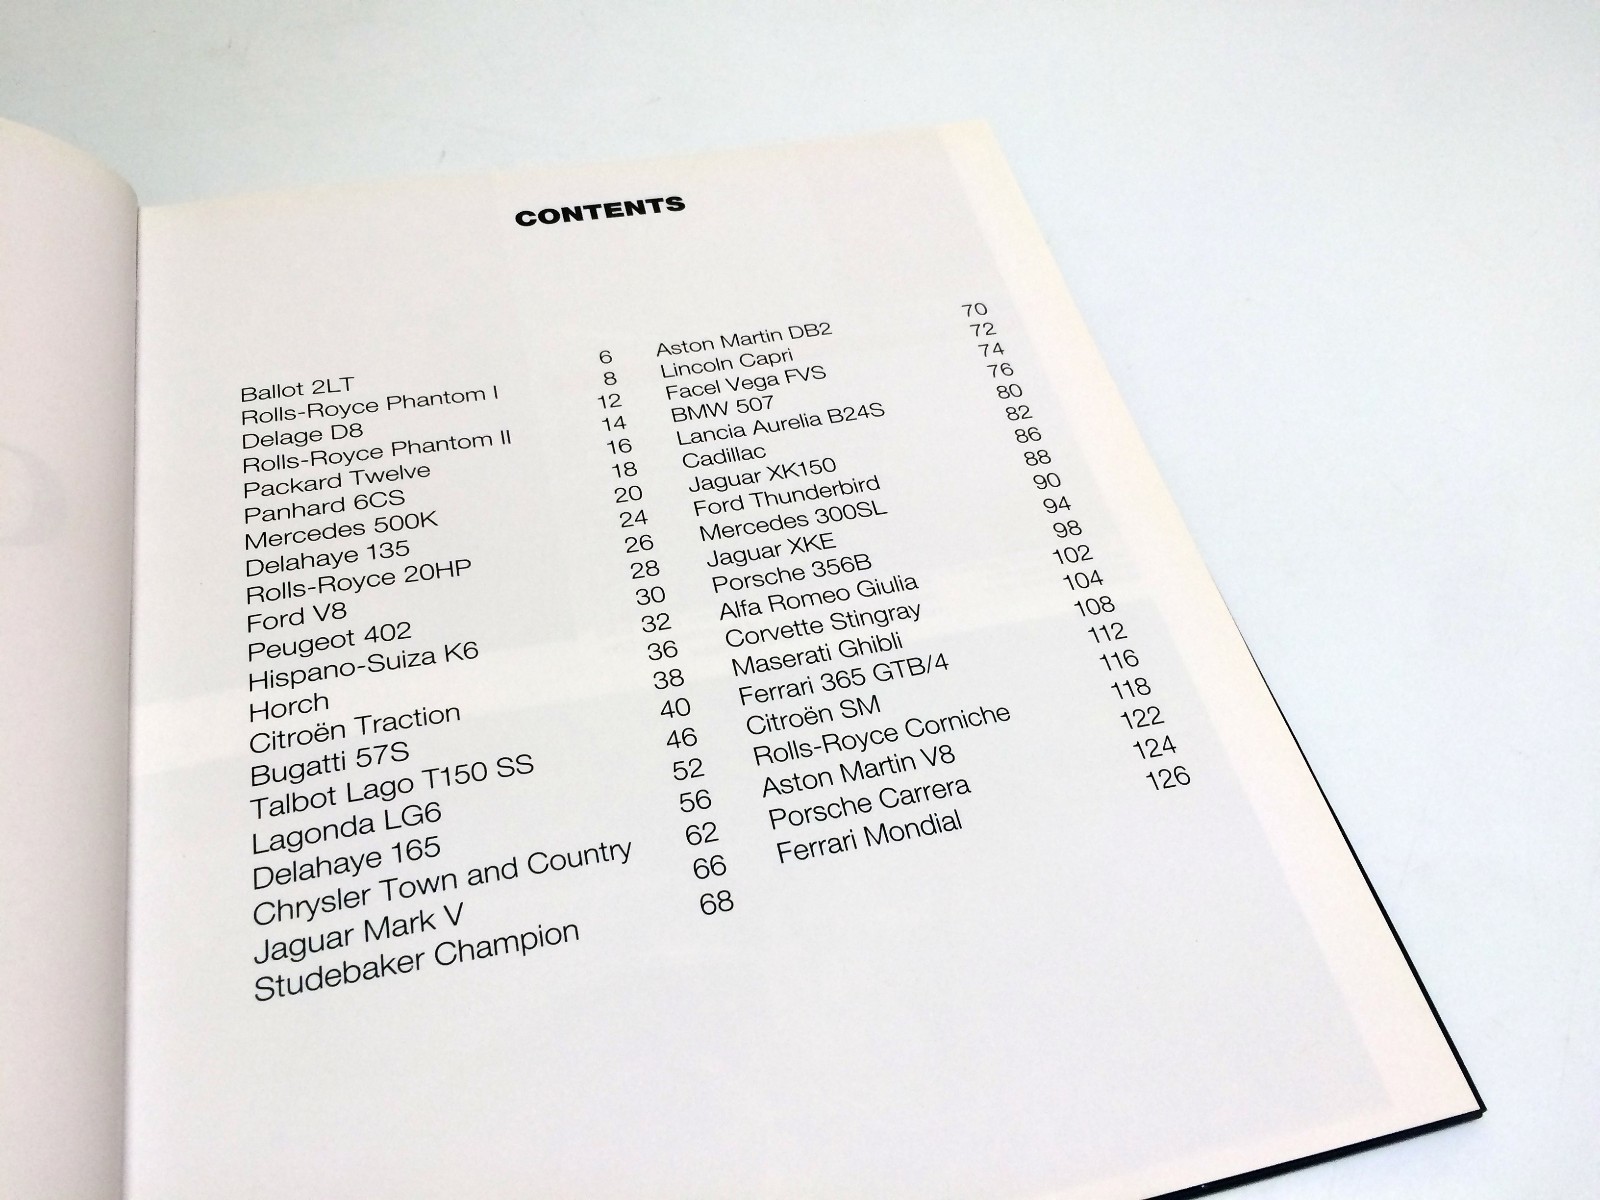 CONTENTS
Ballot 2LT 6
Rolls-Royce Phantom I 8
Delage D8 12
Rolls-Royce Phantom II 14
Packard Twelve 16
Panhard 6CS 18
Mercedes 500K 20
Delahaye 135 24
Rolls-Royce 20HP 26
Ford V8 28
Peugeot 402 30
Hispano-Suiza K6 32
Horch 36
Citroën Traction 38
Bugatti 57S 40
Talbot Lago T150 SS 46
Lagonda LG6 52
Delahaye 165 56
Chrysler Town and Country 62
Jaguar Mark V 66
Studebaker Champion 68
Aston Martin DB2 70
Lincoln Capri 72
Facel Vega FVS 74
BMW 507 76
Lancia Aurelia B24S 80
Cadillac 82
Jaguar XK150 86
Ford Thunderbird 88
Mercedes 300SL 90
Jaguar XKE 94
Porsche 356B 98
Alfa Romeo Giulia 102
Corvette Stingray 104
Maserati Ghibli 108
Ferrari 365 GTB/4 112
Citroën SM 116
Rolls-Royce Corniche 118
Aston Martin V8 122
Porsche Carrera 124
Ferrari Mondial 126